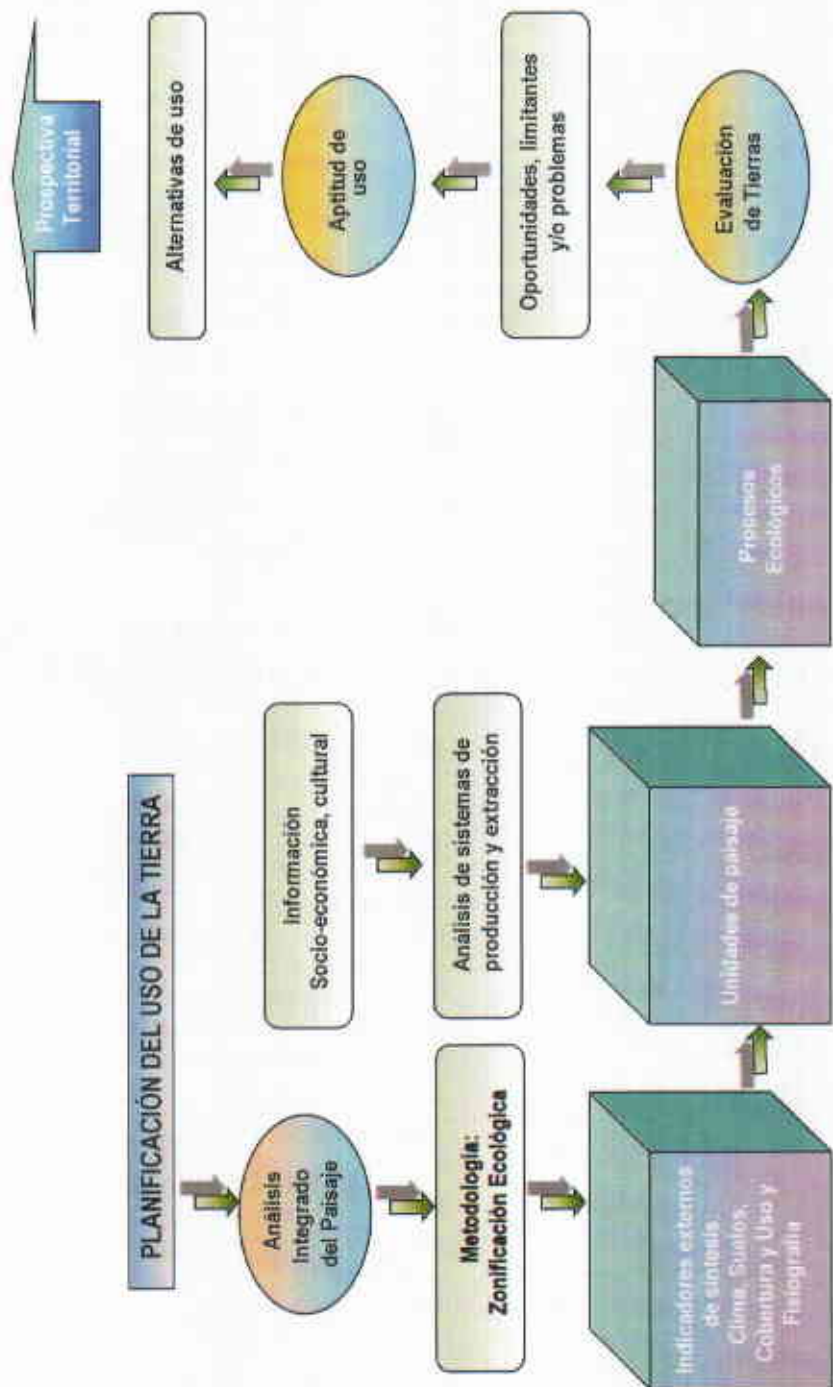 PLANIFICACIÓN DEL USO DE LA TIERRA
Análisis
Integrado
del Paisaje
Metodología:
Zonificación Ecológica
Indicadores externos
de síntesis:
Clima, Suelos,
Cobertura y Uso y
Fisiografía
Información
Socio-económica, cultural
Análisis de sistemas de
producción y extracción
Unidades de paisaje
Procesos
Ecológicos
Evaluación
de Tierras
Oportunidades, limitantes
y/o problemas
Aptitud de
uso
Alternativas de uso
Prospectiva
Territorial